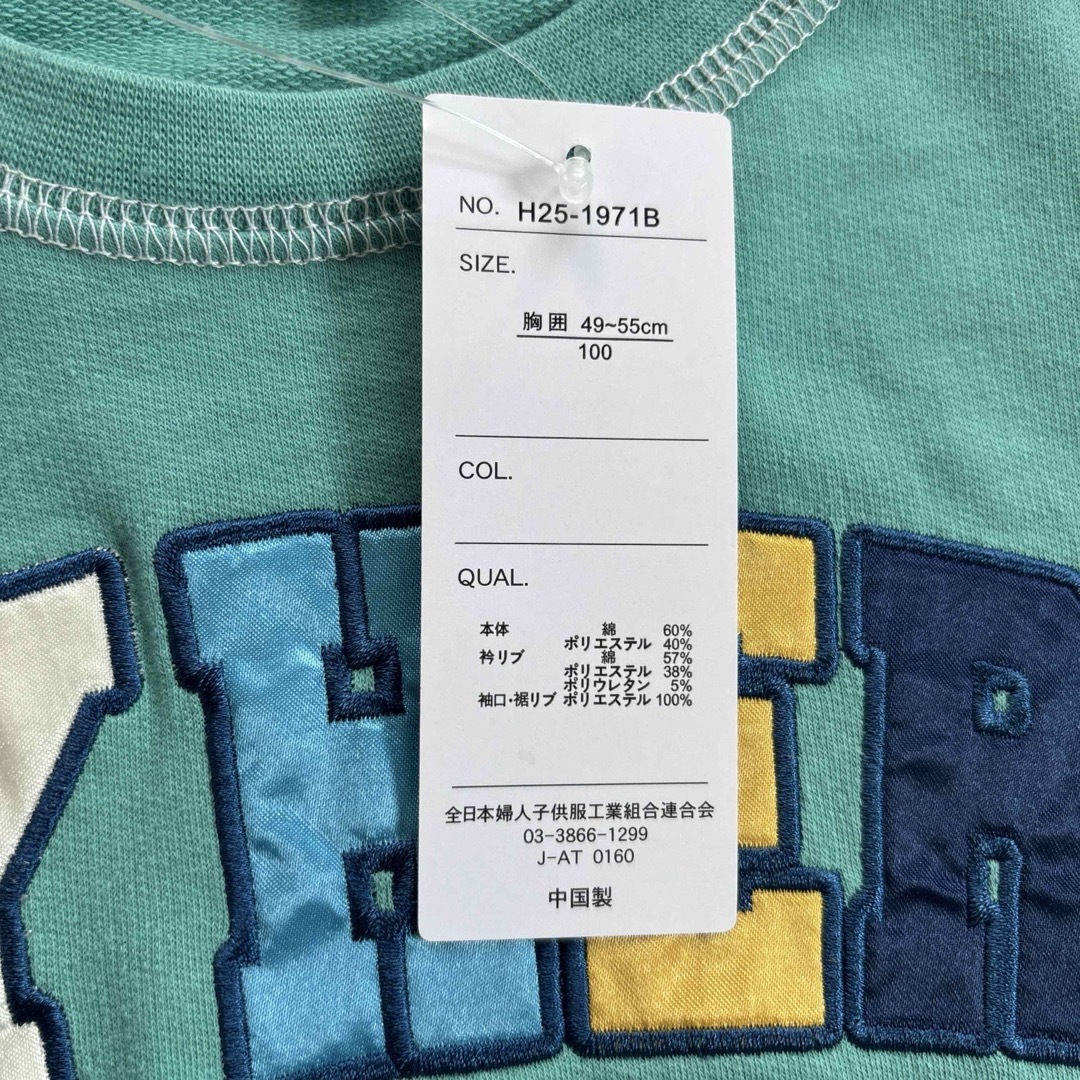 NO. H25-1971B
SIZE.
胸囲 49~55cm
100
COL.
QUAL.
本体 綿 60%
ポリエステル 40%
衿リブ 綿 57%
ポリエステル 38%
ポリウレタン 5%
袖口・裾リブ ポリエステル 100%
全日本婦人子供服工業組合連合会
03-3866-1299
J-AT 0160
中国製